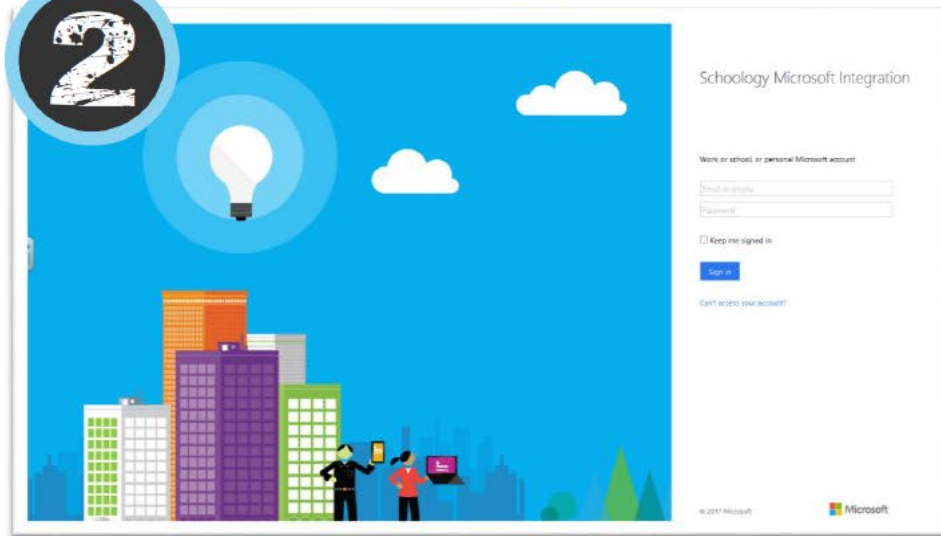 2
Schoology Microsoft Integration
Work or school, or personal Microsoft account
Email or phone
Password
Keep me signed in
Sign in
Can't access your account?
© 2017 Microsoft
Microsoft